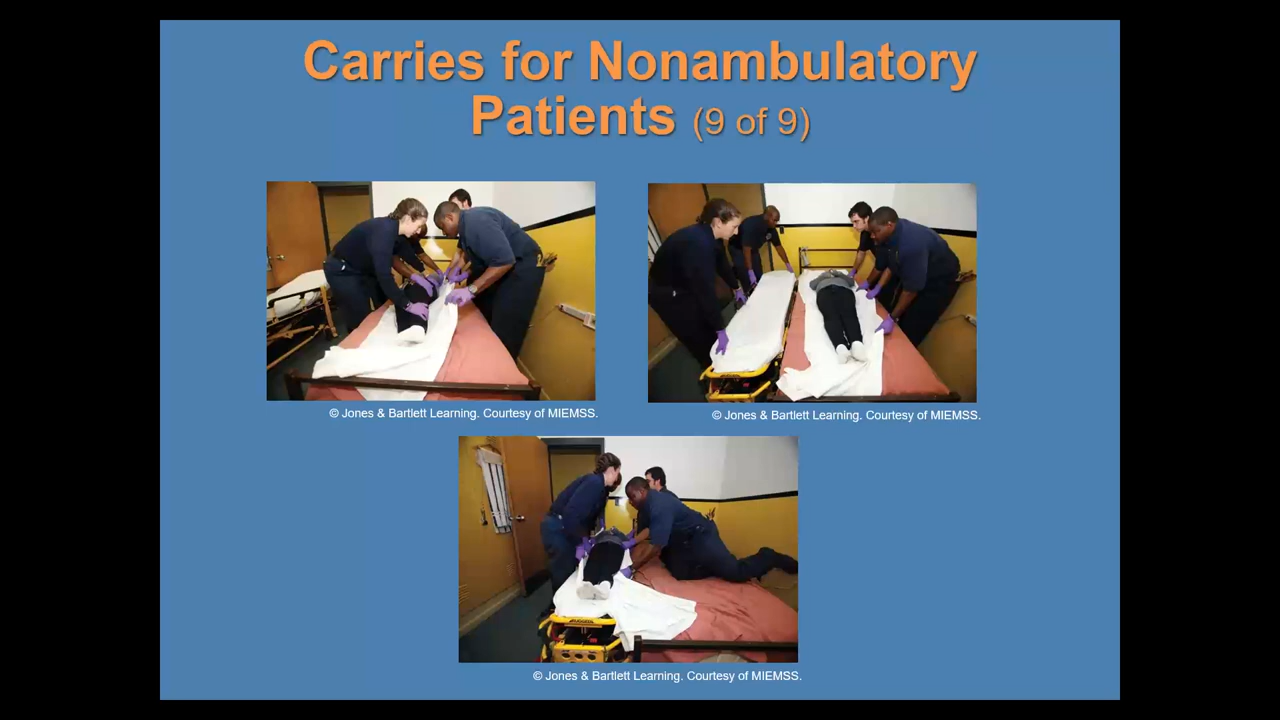 Carries for Nonambulatory
Patients (9 of 9)
© Jones & Bartlett Learning. Courtesy of MIEMSS.
© Jones & Bartlett Learning. Courtesy of MIEMSS.
© Jones & Bartlett Learning. Courtesy of MIEMSS.